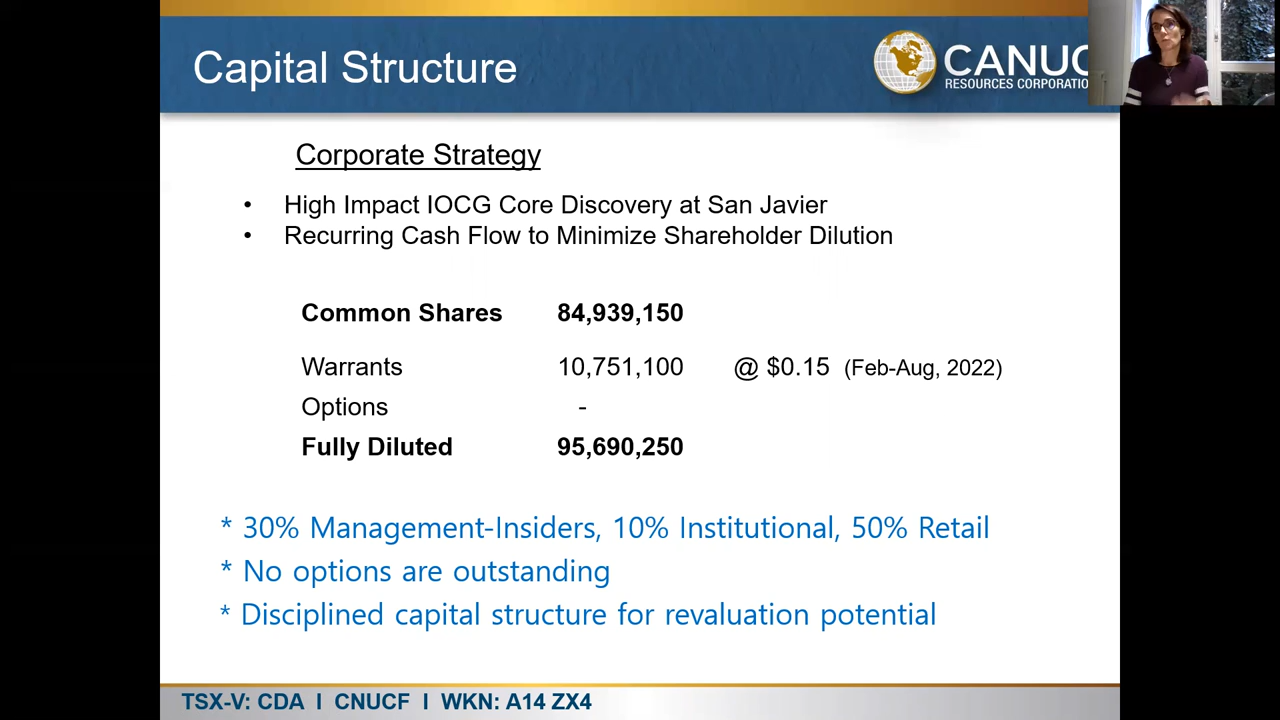 Capital Structure
CANUC
RESOURCES CORPORATIO
Corporate Strategy
• High Impact IOCG Core Discovery at San Javier
• Recurring Cash Flow to Minimize Shareholder Dilution
Common Shares 84,939,150
Warrants 10,751,100 @ $0.15 (Feb-Aug, 2022)
Options -
Fully Diluted 95,690,250
* 30% Management-Insiders, 10% Institutional, 50% Retail
* No options are outstanding
* Disciplined capital structure for revaluation potential
TSX-V: CDA I CNUCF I WKN: A14 ZX4